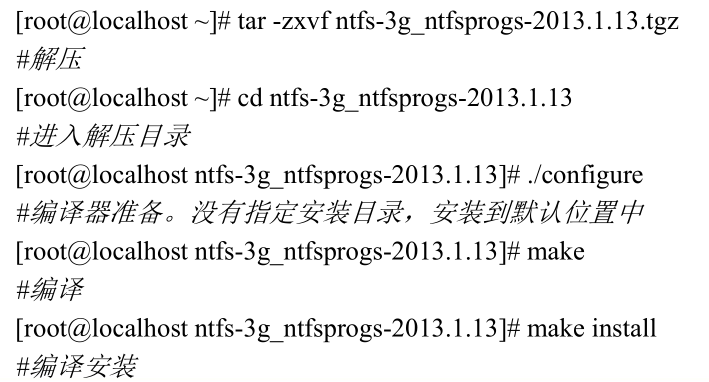 [root@localhost ~]# tar -zxvf ntfs-3g_ntfsprogs-2013.1.13.tgz
#解压
[root@localhost ~]# cd ntfs-3g_ntfsprogs-2013.1.13
#进入解压目录
[root@localhost ntfs-3g_ntfsprogs-2013.1.13]# ./configure
#编译器准备。没有指定安装目录，安装到默认位置中
[root@localhost ntfs-3g_ntfsprogs-2013.1.13]# make
#编译
[root@localhost ntfs-3g_ntfsprogs-2013.1.13]# make install
#编译安装